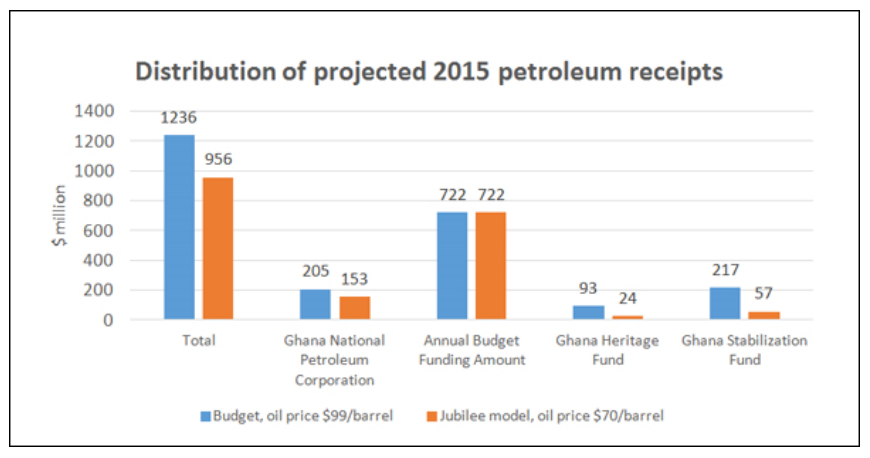 Distribution of projected 2015 petroleum receipts
$ million
1400
1200
1000
800
600
400
200
0
1236
956
205
153
722
722
93
24
217
57
Total
Ghana National
Petroleum
Corporation
Annual Budget
Funding Amount
Ghana Heritage
Fund
Ghana Stabilization
Fund
Budget, oil price $99/barrel
Jubilee model, oil price $70/barrel